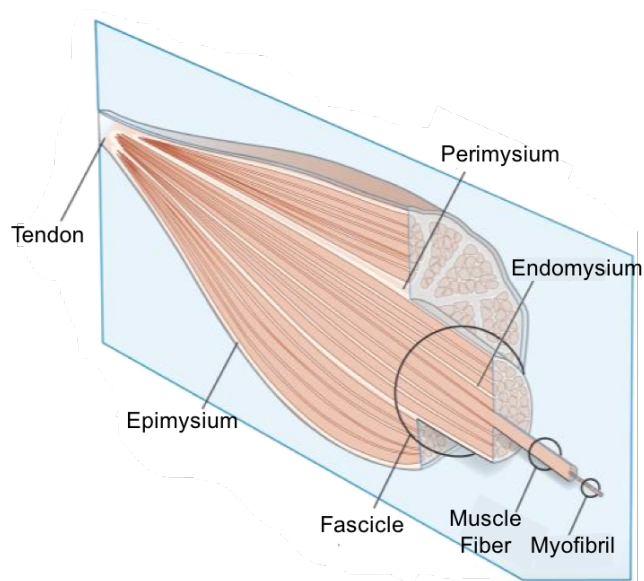 Perimysium
Tendon
Endomysium
Epimysium
Fascicle
Muscle
Fiber
Myofibril